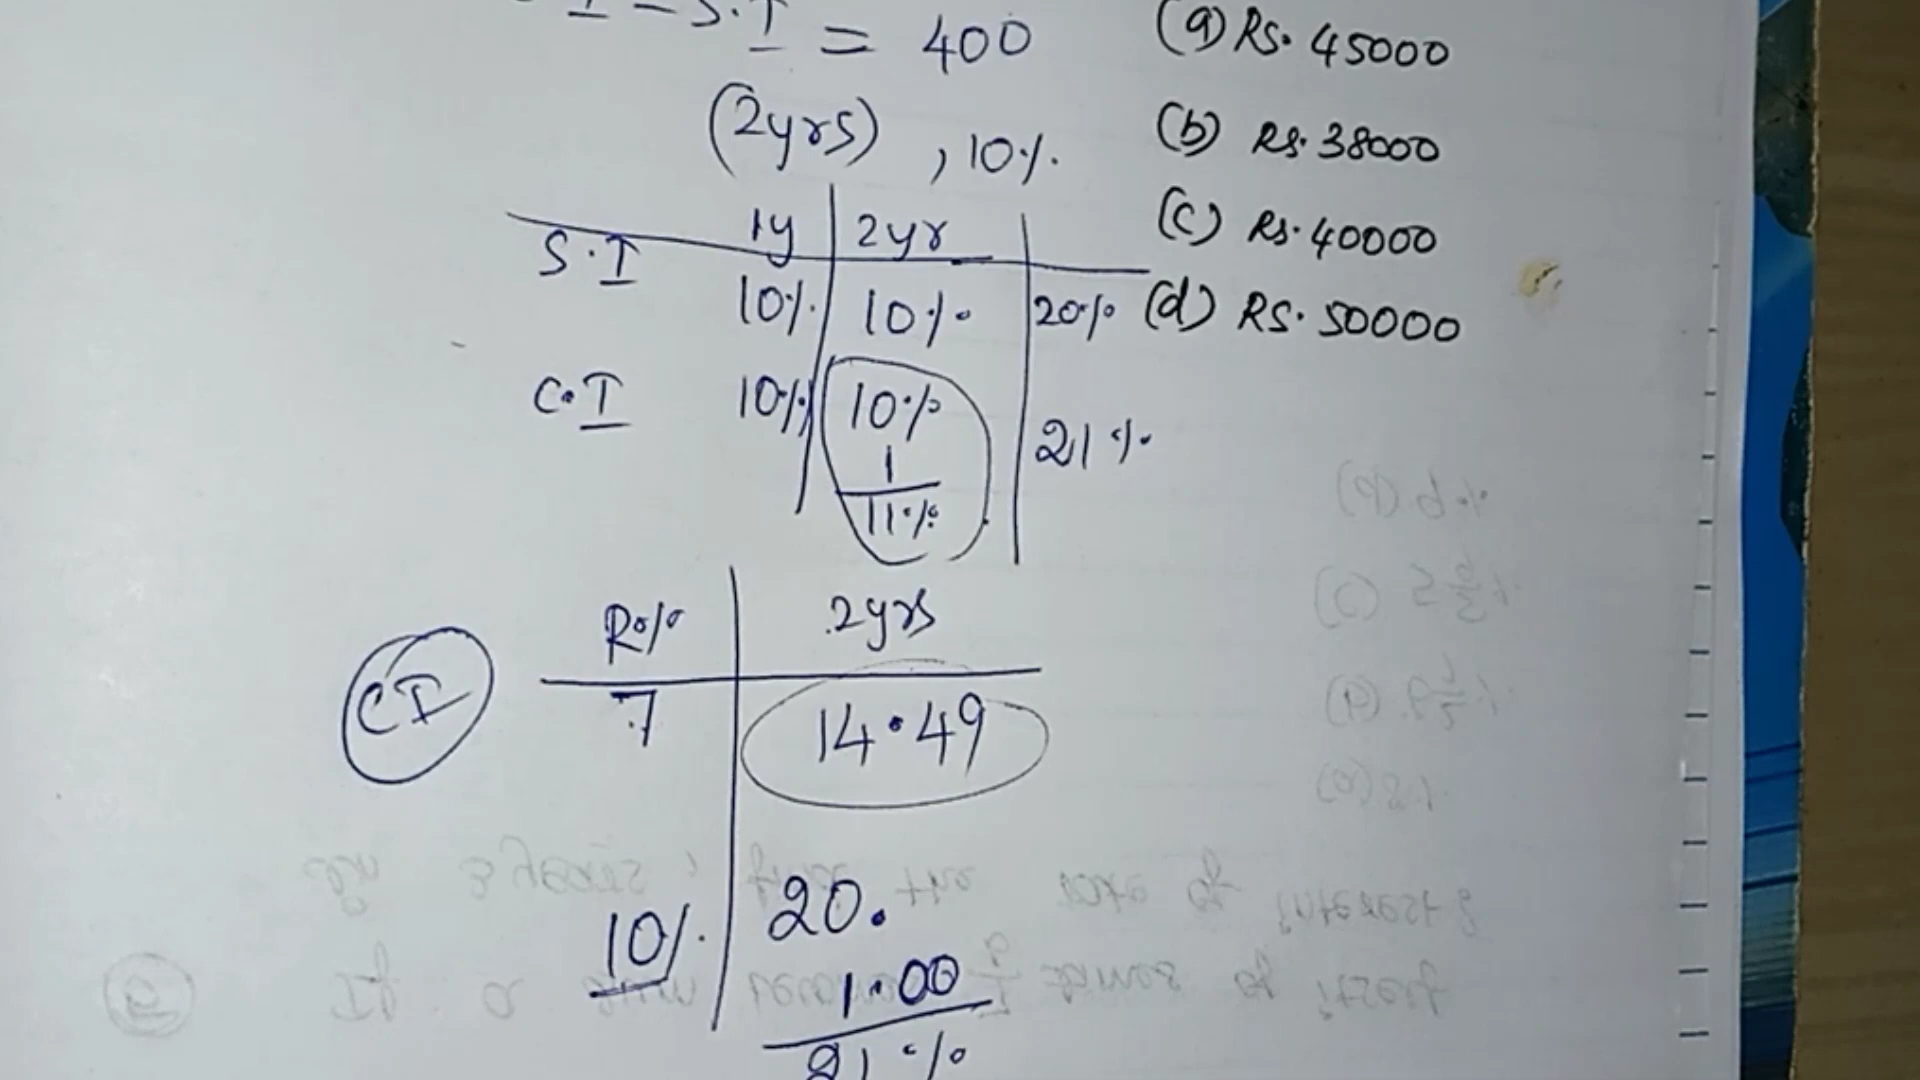 I - S.I = 400
(2yrs) , 10%.
(a) Rs. 45000
(b) Rs. 38000
(c) Rs. 40000
(d) Rs. 50000
1y 2yr
S.I 10% 10% 20%
C.I 10% 10% 21%
1
11%
CI
R% 2yrs
7 14.49
10% 20.
1.00
21%